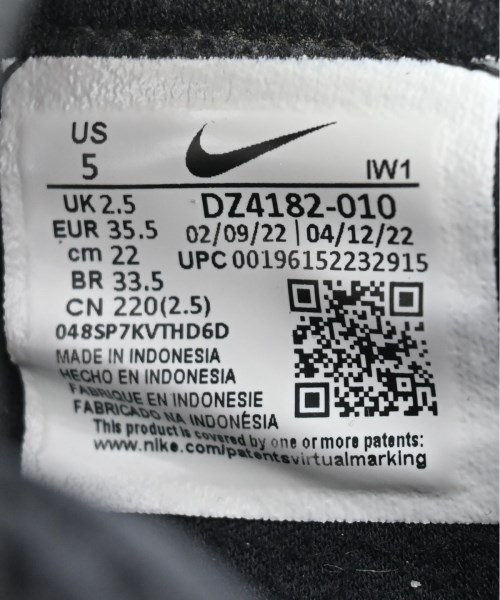 US
5
IW1
UK 2.5
DZ4182-010
EUR 35.5
02/09/22 | 04/12/22
cm 22
UPC 00196152232915
BR 33.5
CN 220(2.5)
048SP7KVTHD6D
MADE IN INDONESIA
HECHO EN INDONESIA
FABRIQUE EN INDONESIE
FABRICADO NA INDONÉSIA
This product is covered by one or more patents:
www.nike.com/patentsvirtualmarking